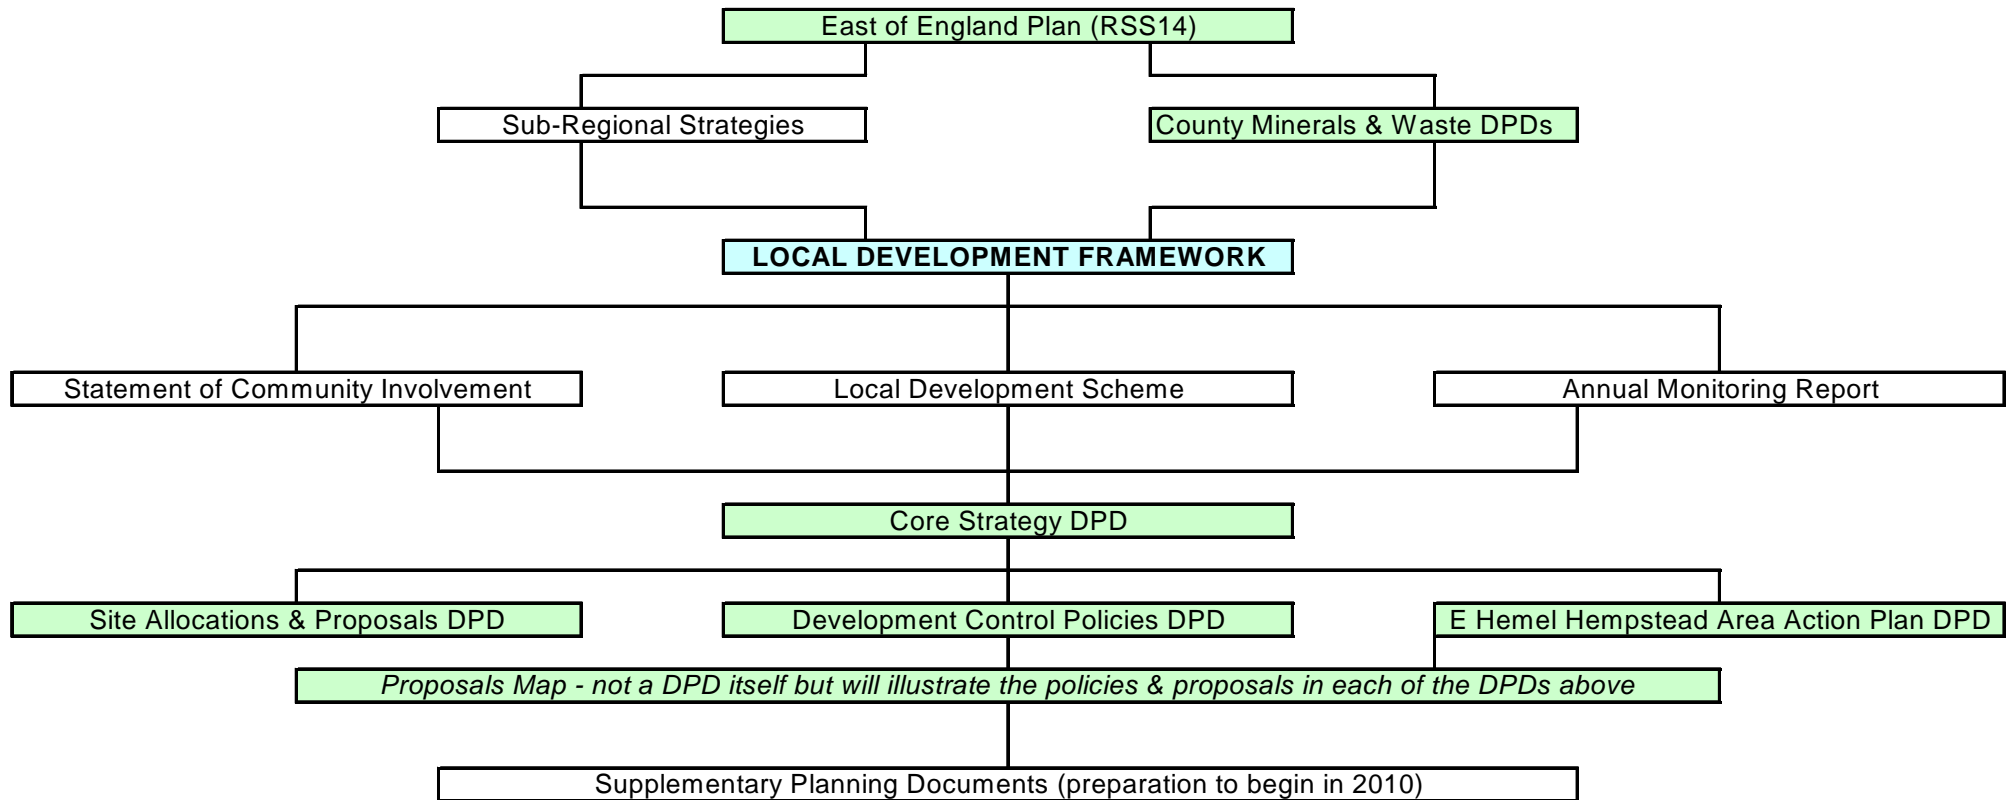 East of England Plan (RSS14)
Sub-Regional Strategies
County Minerals & Waste DPDs
LOCAL DEVELOPMENT FRAMEWORK
Statement of Community Involvement
Local Development Scheme
Annual Monitoring Report
Core Strategy DPD
Site Allocations & Proposals DPD
Development Control Policies DPD
E Hemel Hempstead Area Action Plan DPD
Proposals Map - not a DPD itself but will illustrate the policies & proposals in each of the DPDs above
Supplementary Planning Documents (preparation to begin in 2010)